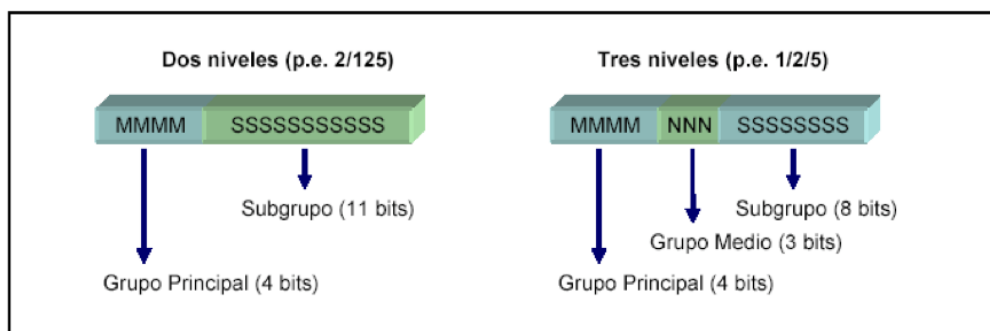 Dos niveles (p.e. 2/125)
MMMM SSSSSSSSSSS
Subgrupo (11 bits)
Grupo Principal (4 bits)
Tres niveles (p.e. 1/2/5)
MMMM NNN SSSSSSSS
Subgrupo (8 bits)
Grupo Medio (3 bits)
Grupo Principal (4 bits)